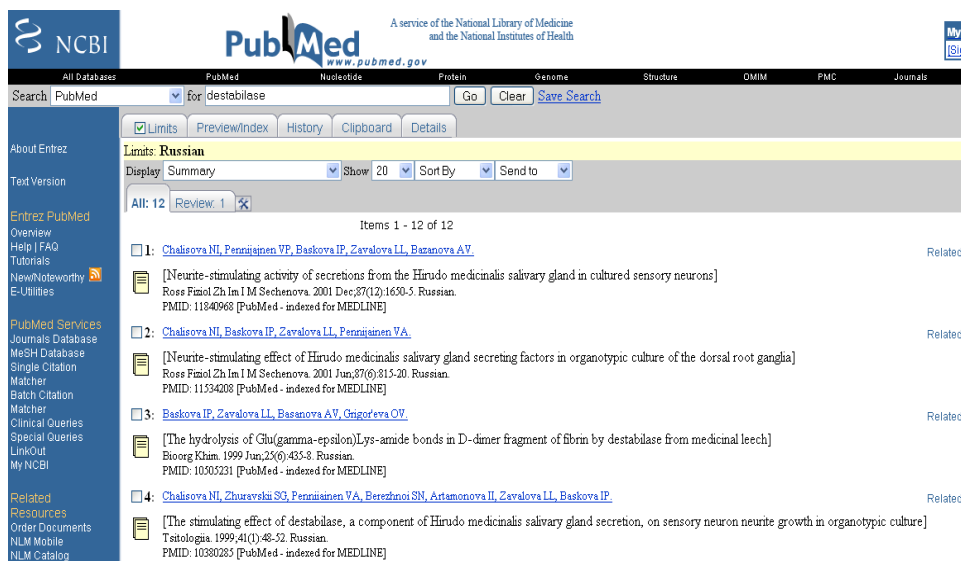 NCBI
PubMed
www.pubmed.gov
A service of the National Library of Medicine
and the National Institutes of Health
My
[Si
All Databases PubMed Nucleotide Protein Genome Structure OMIM PMC Journals
Search PubMed for destabilase Go Clear Save Search
Limits Preview/Index History Clipboard Details
Limits: Russian
Display Summary Show 20 Sort By Send to
All: 12 Review: 1
Items 1 - 12 of 12
1: Chalisova NI, Pennijajnen VP, Baskova IP, Zavalova LL, Bazanova AV. Related
[Neurite-stimulating activity of secretions from the Hirudo medicinalis salivary gland in cultured sensory neurons]
Ross Fiziol Zh Im I M Sechenova. 2001 Dec;87(12):1650-5. Russian.
PMID: 11840968 [PubMed - indexed for MEDLINE]
2: Chalisova NI, Baskova IP, Zavalova LL, Pennijainen VA. Related
[Neurite-stimulating effect of Hirudo medicinalis salivary gland secreting factors in organotypic culture of the dorsal root ganglia]
Ross Fiziol Zh Im I M Sechenova. 2001 Jun;87(6):815-20. Russian.
PMID: 11534208 [PubMed - indexed for MEDLINE]
3: Baskova IP, Zavalova LL, Basanova AV, Grigor'eva OV. Related
[The hydrolysis of Glu(gamma-epsilon)Lys-amide bonds in D-dimer fragment of fibrin by destabilase from medicinal leech]
Bioorg Khim. 1999 Jun;25(6):435-8. Russian.
PMID: 10505231 [PubMed - indexed for MEDLINE]
4: Chalisova NI, Zhuravskii SG, Penniiainen VA, Berezhnoi SN, Artamonova II, Zavalova LL, Baskova IP. Related
[The stimulating effect of destabilase, a component of Hirudo medicinalis salivary gland secretion, on sensory neuron neurite growth in organotypic culture]
Tsitologiia. 1999;41(1):48-52. Russian.
PMID: 10380285 [PubMed - indexed for MEDLINE]
About Entrez
Text Version
Entrez PubMed
Overview
Help | FAQ
Tutorials
New/Noteworthy
E-Utilities
PubMed Services
Journals Database
MeSH Database
Single Citation
Matcher
Batch Citation
Matcher
Clinical Queries
Special Queries
LinkOut
My NCBI
Related
Resources
Order Documents
NLM Mobile
NLM Catalog